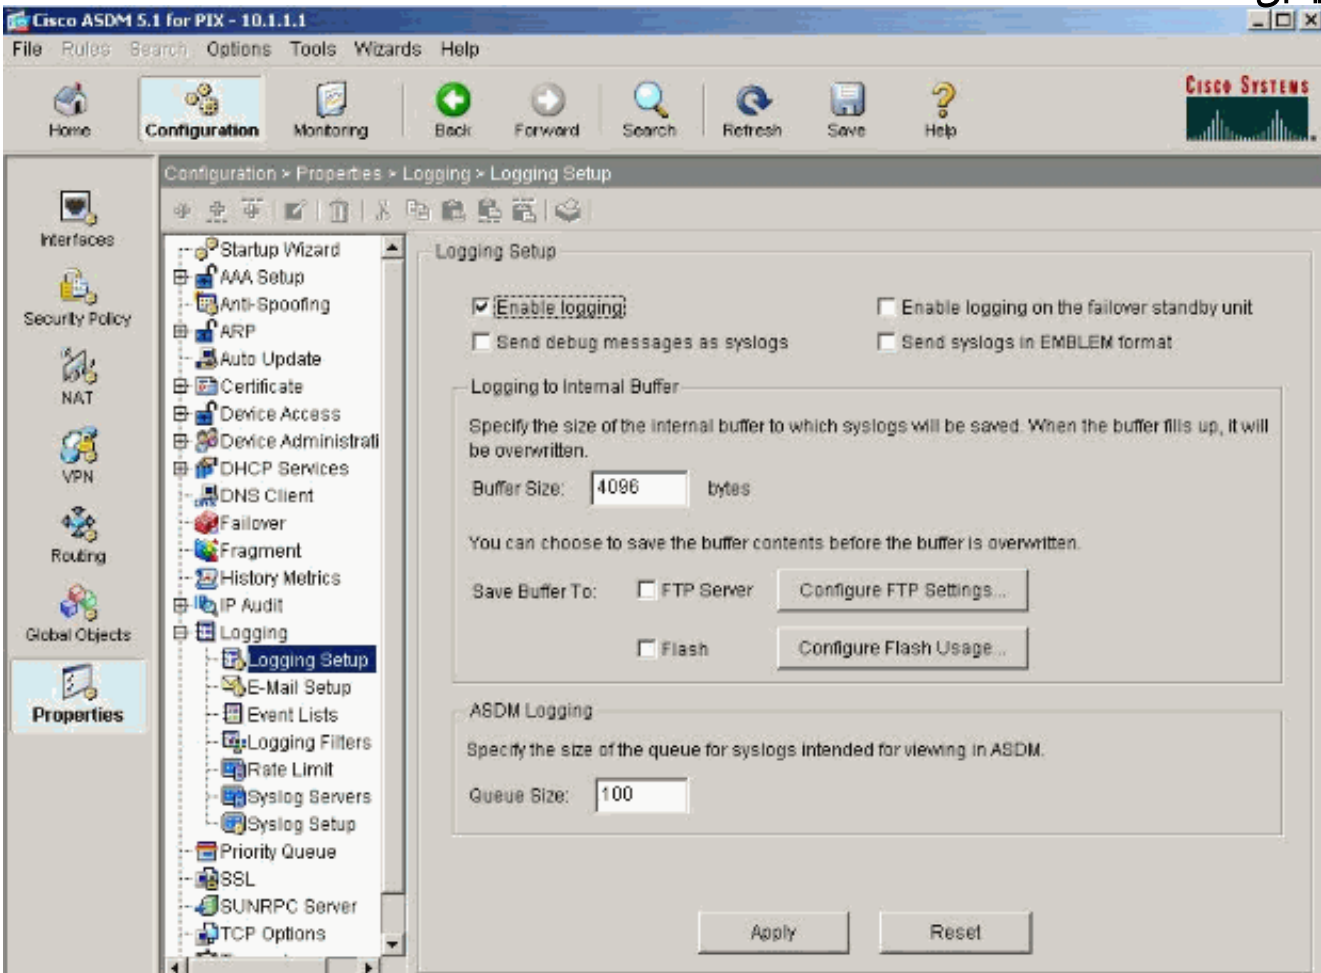 Cisco ASDM 5.1 for PIX - 10.1.1.1
File Rules Search Options Tools Wizards Help
Home Configuration Monitoring Back Forward Search Refresh Save Help
CISCO SYSTEMS
Configuration > Properties > Logging > Logging Setup
Interfaces
Security Policy
NAT
VPN
Routing
Global Objects
Properties
Startup Wizard
AAA Setup
Anti-Spoofing
ARP
Auto Update
Certificate
Device Access
Device Administrati
DHCP Services
DNS Client
Failover
Fragment
History Metrics
IP Audit
Logging
Logging Setup
E-Mail Setup
Event Lists
Logging Filters
Rate Limit
Syslog Servers
Syslog Setup
Priority Queue
SSL
SUNRPC Server
TCP Options
Logging Setup
Enable logging
Enable logging on the failover standby unit
Send debug messages as syslogs
Send syslogs in EMBLEM format
Logging to Internal Buffer
Specify the size of the internal buffer to which syslogs will be saved. When the buffer fills up, it will
be overwritten.
Buffer Size: 4096 bytes
You can choose to save the buffer contents before the buffer is overwritten.
Save Buffer To: FTP Server Configure FTP Settings...
Flash Configure Flash Usage...
ASDM Logging
Specify the size of the queue for syslogs intended for viewing in ASDM.
Queue Size: 100
Apply Reset